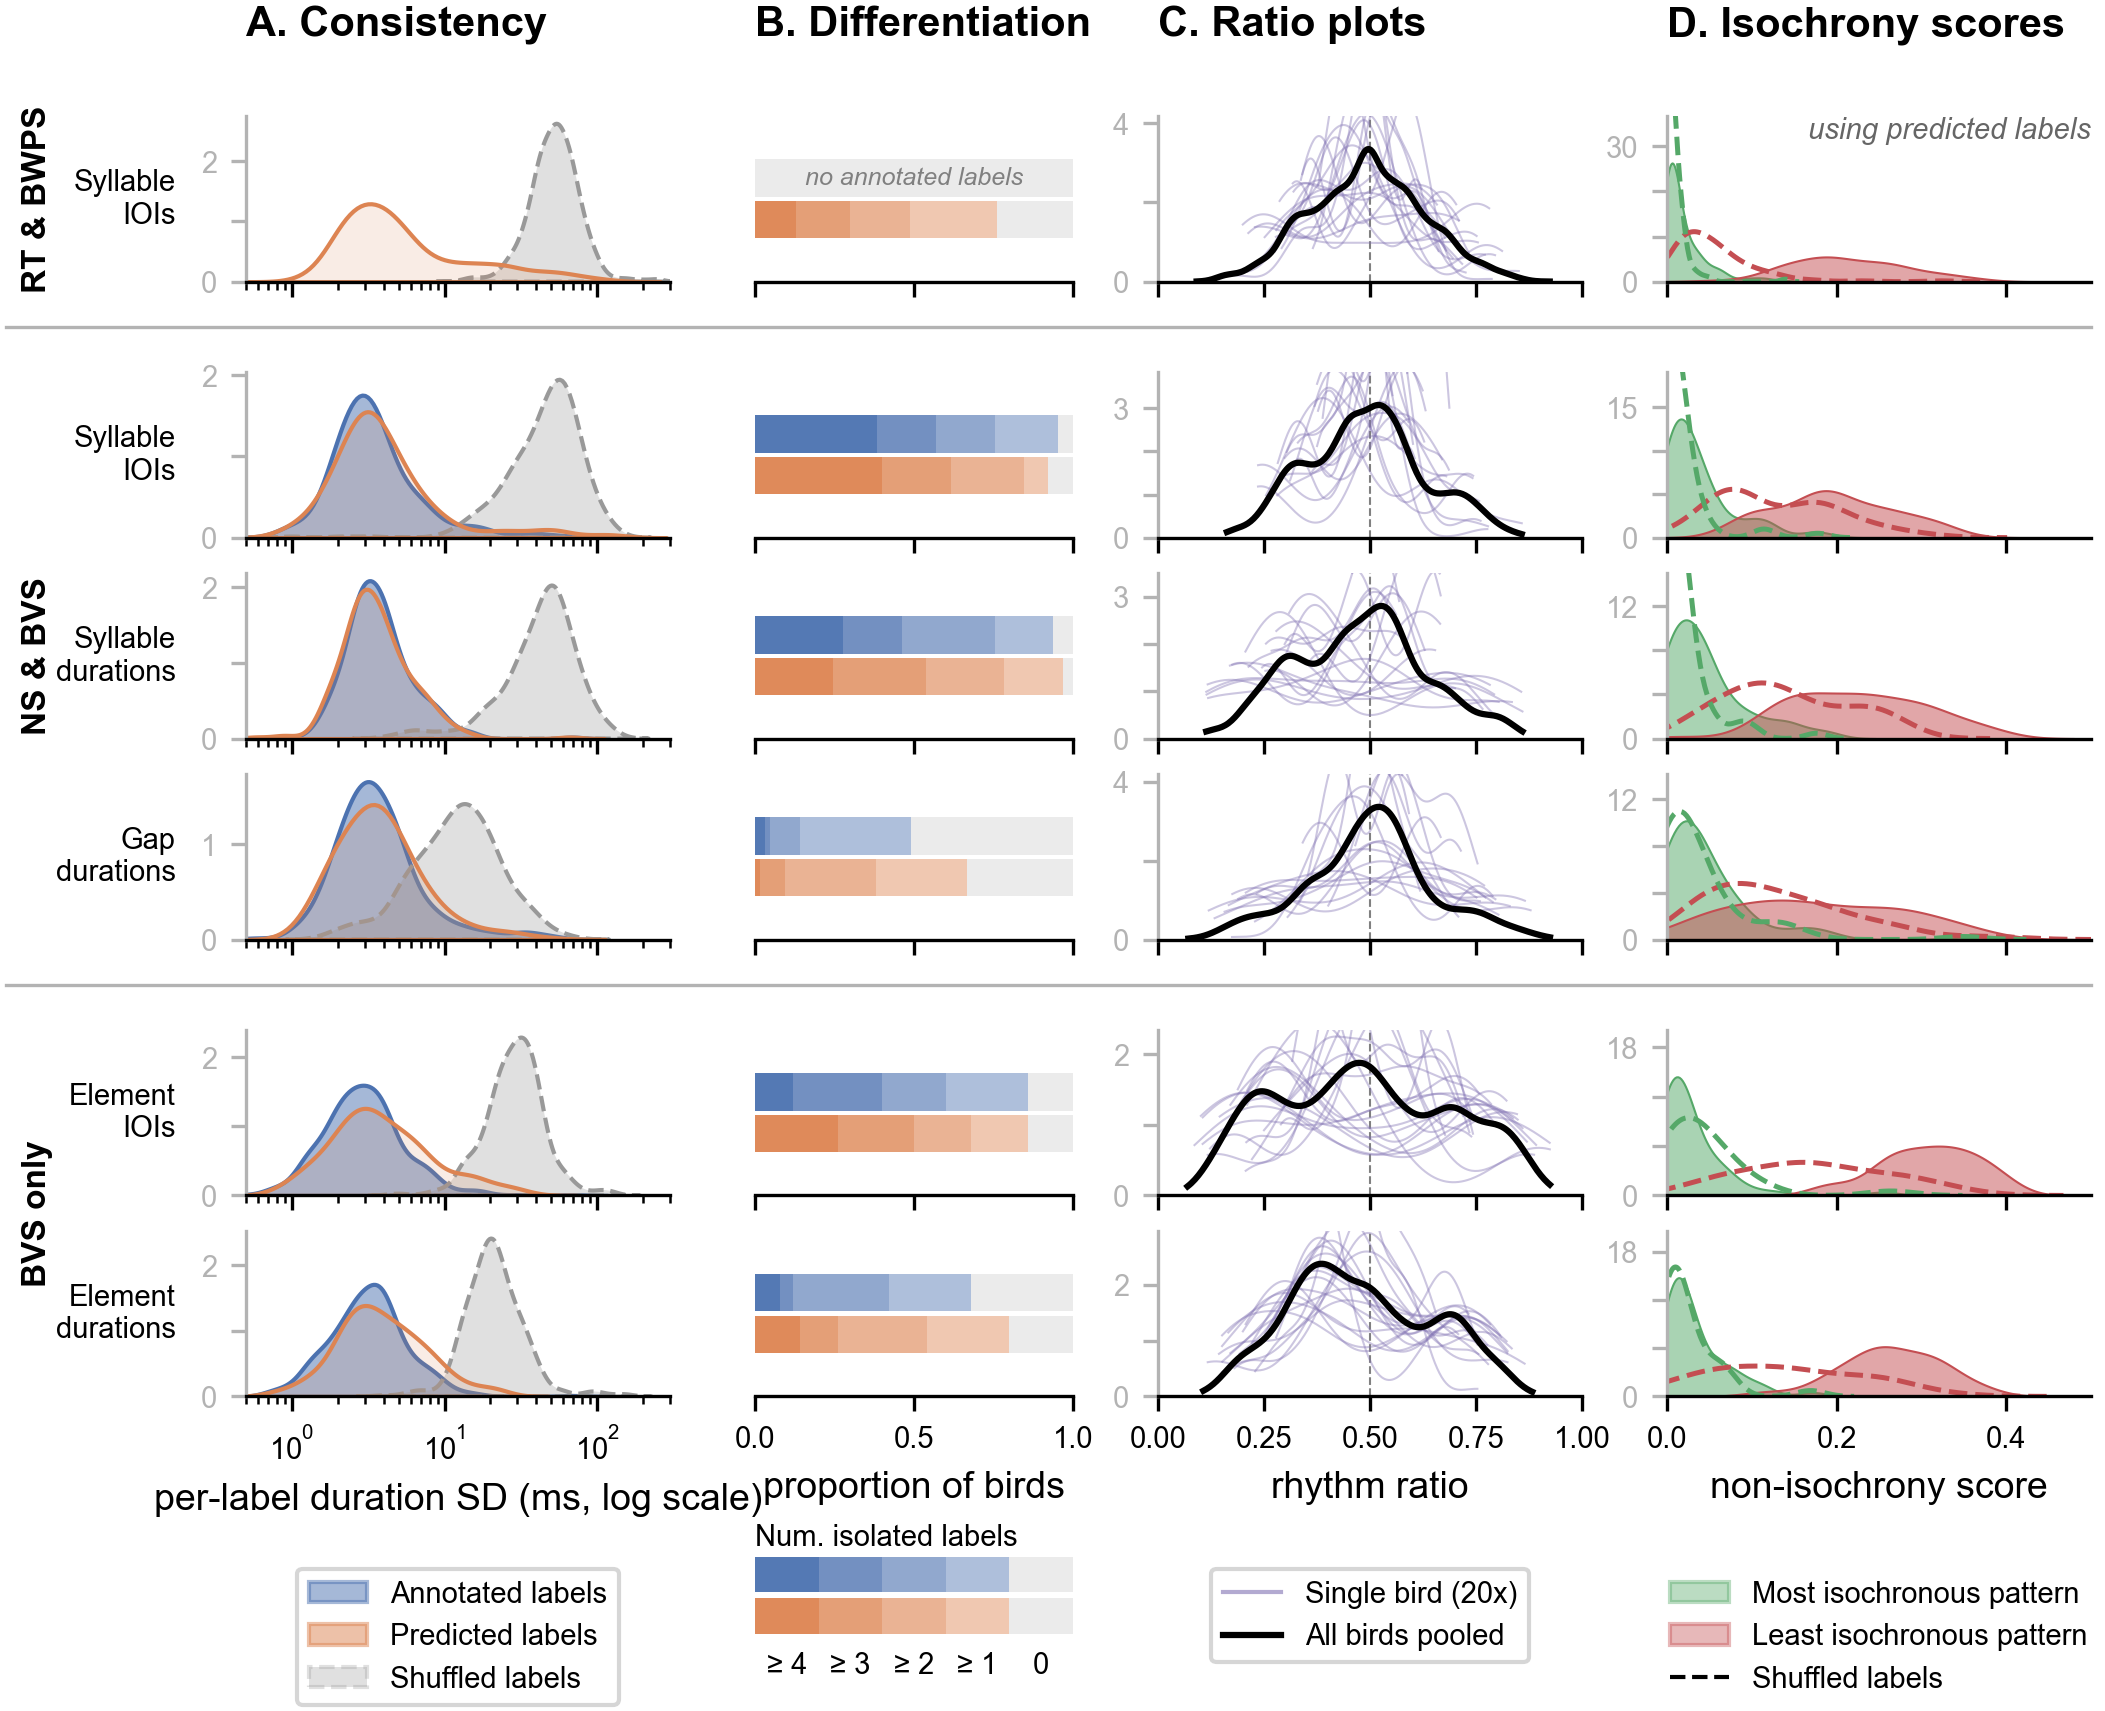 A. Consistency
B. Differentiation
C. Ratio plots
D. Isochrony scores
RT & BWPS
Syllable
IOIs
2
0
no annotated labels
4
0
using predicted labels
30
0
NS & BVS
Syllable
IOIs
2
0
3
0
15
0
Syllable
durations
2
0
3
0
12
0
Gap
durations
1
0
4
0
12
0
BVS only
Element
IOIs
2
0
2
0
18
0
Element
durations
2
0
2
0
18
0
10⁰ 10¹ 10²
0.0 0.5 1.0
0.00 0.25 0.50 0.75 1.00
0.0 0.2 0.4
per-label duration SD (ms, log scale)
proportion of birds
rhythm ratio
non-isochrony score
Annotated labels
Predicted labels
Shuffled labels
Num. isolated labels
≥ 4 ≥ 3 ≥ 2 ≥ 1 0
Single bird (20x)
All birds pooled
Most isochronous pattern
Least isochronous pattern
Shuffled labels